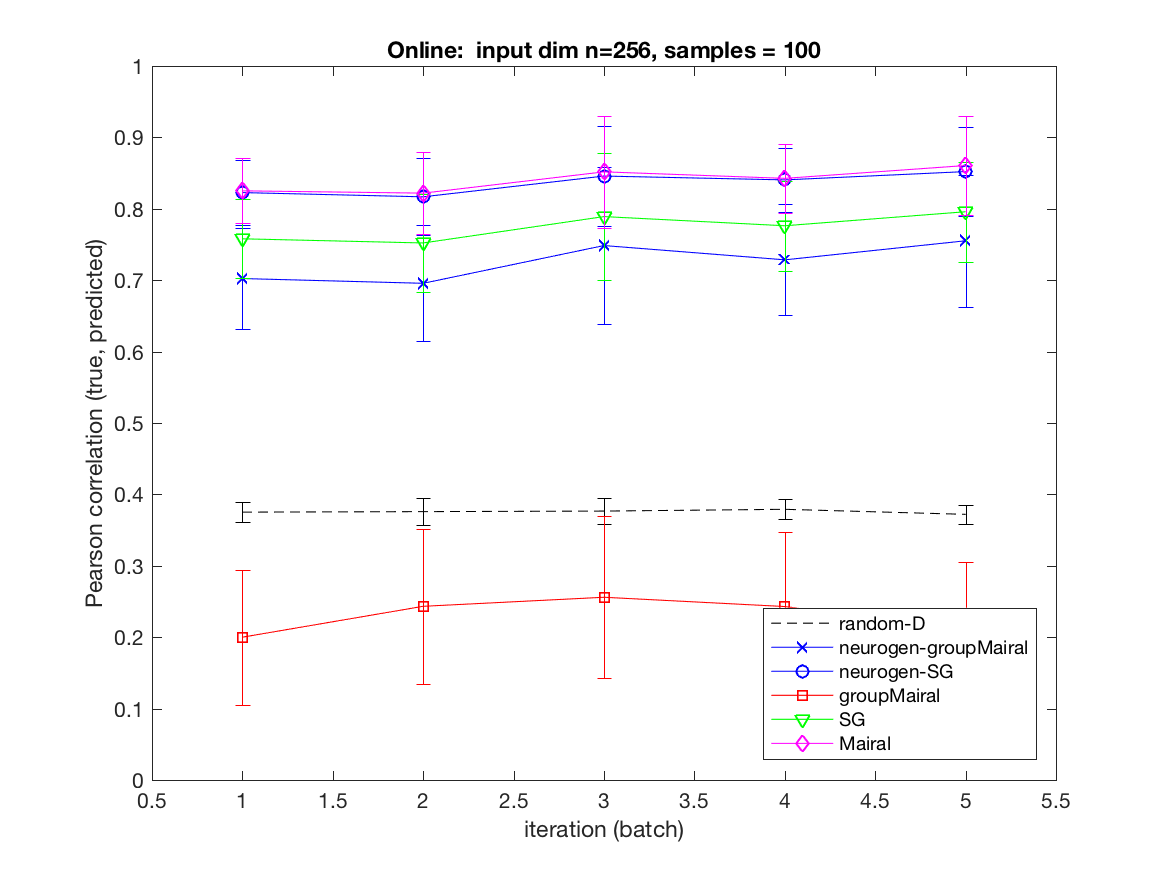 Online:  input dim n=256, samples = 100
Pearson correlation (true, predicted)
1
0.9
0.8
0.7
0.6
0.5
0.4
0.3
0.2
0.1
0
random-D
neurogen-groupMairal
neurogen-SG
groupMairal
SG
Mairal
0.5 1 1.5 2 2.5 3 3.5 4 4.5 5 5.5
iteration (batch)